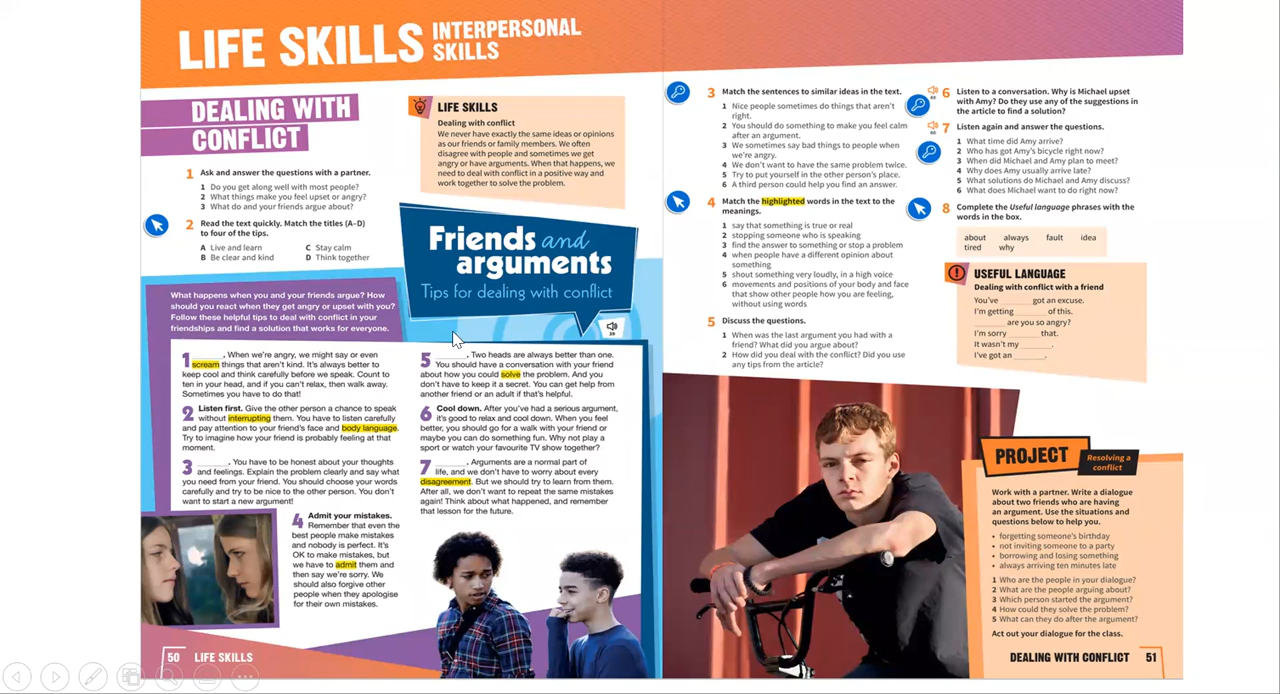 LIFE SKILLS
INTERPERSONAL
SKILLS
DEALING WITH
CONFLICT
1 Ask and answer the questions with a partner.
1 Do you get along well with most people?
2 What things make you feel upset or angry?
3 What do and your friends argue about?
2 Read the text quickly. Match the titles (A–D)
to four of the tips.
A Live and learn
B Be clear and kind
C Stay calm
D Think together
LIFE SKILLS
Dealing with conflict
We never have exactly the same ideas or opinions
as our friends or family members. We often
disagree with people and sometimes we get
angry or have arguments. When that happens, we
need to deal with conflict in a positive way and
work together to solve the problem.
Friends and
arguments
Tips for dealing with conflict
39
What happens when you and your friends argue? How
should you react when they get angry or upset with you?
Follow these helpful tips to deal with conflict in your
friendships and find a solution that works for everyone.
1 ______. When we're angry, we might say or even
scream things that aren't kind. It's always better to
keep cool and think carefully before we speak. Count to
ten in your head, and if you can't relax, then walk away.
Sometimes you have to do that!
2 Listen first. Give the other person a chance to speak
without interrupting them. You have to listen carefully
and pay attention to your friend's face and body language.
Try to imagine how your friend is probably feeling at that
moment.
3 ______. You have to be honest about your thoughts
and feelings. Explain the problem clearly and say what
you need from your friend. You should choose your words
carefully and try to be nice to the other person. You don't
want to start a new argument!
4 Admit your mistakes.
Remember that even the
best people make mistakes
and nobody is perfect. It's
OK to make mistakes, but
we have to admit them and
then say we're sorry. We
should also forgive other
people when they apologise
for their own mistakes.
5 ______. Two heads are always better than one.
You should have a conversation with your friend
about how you could solve the problem. And you
don't have to keep it a secret. You can get help from
another friend or an adult if that's helpful.
6 Cool down. After you've had a serious argument,
it's good to relax and cool down. When you feel
better, you should go for a walk with your friend or
maybe you can do something fun. Why not play a
sport or watch your favourite TV show together?
7 ______. Arguments are a normal part of
life, and we don't have to worry about every
disagreement. But we should try to learn from them.
After all, we don't want to repeat the same mistakes
again! Think about what happened, and remember
that lesson for the future.
50 LIFE SKILLS
3 Match the sentences to similar ideas in the text.
1 Nice people sometimes do things that aren't
right.
2 You should do something to make you feel calm
after an argument.
3 We sometimes say bad things to people when
we're angry.
4 We don't want to have the same problem twice.
5 Try to put yourself in the other person's place.
6 A third person could help you find an answer.
4 Match the highlighted words in the text to the
meanings.
1 say that something is true or real
2 stopping someone who is speaking
3 find the answer to something or stop a problem
4 when people have a different opinion about
something
5 shout something very loudly, in a high voice
6 movements and positions of your body and face
that show other people how you are feeling,
without using words
5 Discuss the questions.
1 When was the last argument you had with a
friend? What did you argue about?
2 How did you deal with the conflict? Did you use
any tips from the article?
6 Listen to a conversation. Why is Michael upset
with Amy? Do they use any of the suggestions in
the article to find a solution?
7 Listen again and answer the questions.
1 What time did Amy arrive?
2 Who has got Amy's bicycle right now?
3 When did Michael and Amy plan to meet?
4 Why does Amy usually arrive late?
5 What solutions do Michael and Amy discuss?
6 What does Michael want to do right now?
8 Complete the Useful language phrases with the
words in the box.
about always fault idea
tired why
USEFUL LANGUAGE
Dealing with conflict with a friend
You've ______ got an excuse.
I'm getting ______ of this.
______ are you so angry?
I'm sorry ______ that.
It wasn't my ______.
I've got an ______.
PROJECT
Resolving a
conflict
Work with a partner. Write a dialogue
about two friends who are having
an argument. Use the situations and
questions below to help you.
• forgetting someone's birthday
• not inviting someone to a party
• borrowing and losing something
• always arriving ten minutes late
1 Who are the people in your dialogue?
2 What are the people arguing about?
3 Which person started the argument?
4 How could they solve the problem?
5 What can they do after the argument?
Act out your dialogue for the class.
DEALING WITH CONFLICT 51